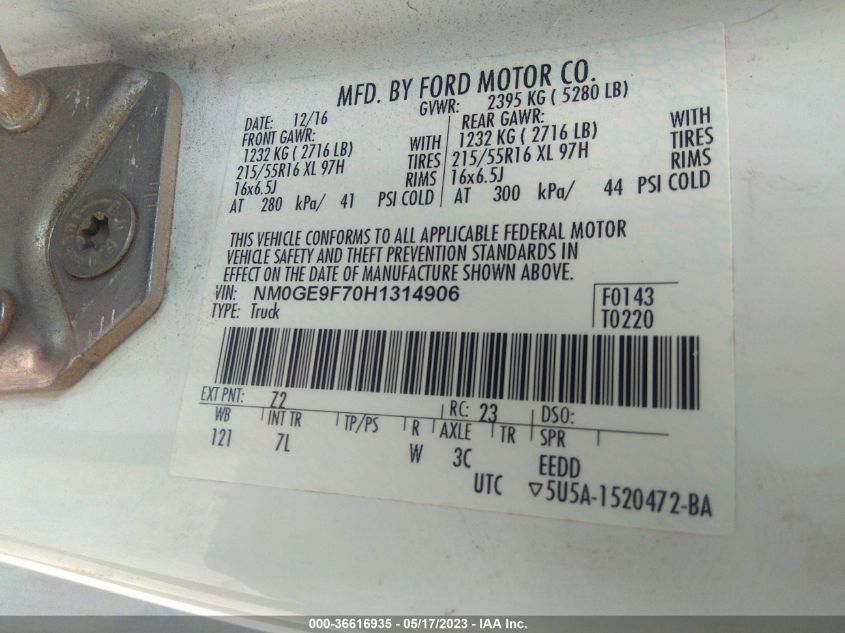 MFD. BY FORD MOTOR CO.
DATE: 12/16 GVWR: 2395 KG ( 5280 LB)
FRONT GAWR: REAR GAWR:
1232 KG ( 2716 LB) WITH 1232 KG ( 2716 LB) WITH
215/55R16 XL 97H TIRES 215/55R16 XL 97H TIRES
16x6.5J RIMS 16x6.5J RIMS
AT 280 kPa/ 41 PSI COLD AT 300 kPa/ 44 PSI COLD
THIS VEHICLE CONFORMS TO ALL APPLICABLE FEDERAL MOTOR
VEHICLE SAFETY AND THEFT PREVENTION STANDARDS IN
EFFECT ON THE DATE OF MANUFACTURE SHOWN ABOVE.
VIN: NM0GE9F70H1314906 F0143
TYPE: Truck T0220
EXT PNT: Z2 RC: 23 DSO:
WB INT TR TP/PS R AXLE TR SPR
121 7L W 3C EEDD
UTC ▽5U5A-1520472-BA
000-36616935 - 05/17/2023 - IAA Inc.